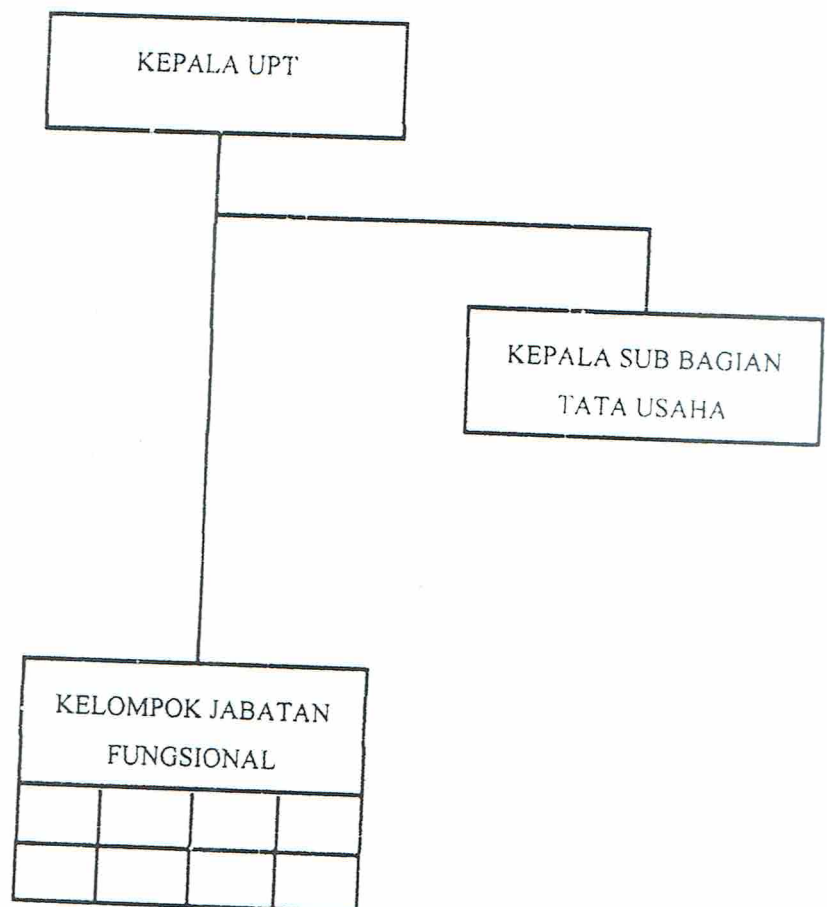 KEPALA UPT
KEPALA SUB BAGIAN
TATA USAHA
KELOMPOK JABATAN
FUNGSIONAL